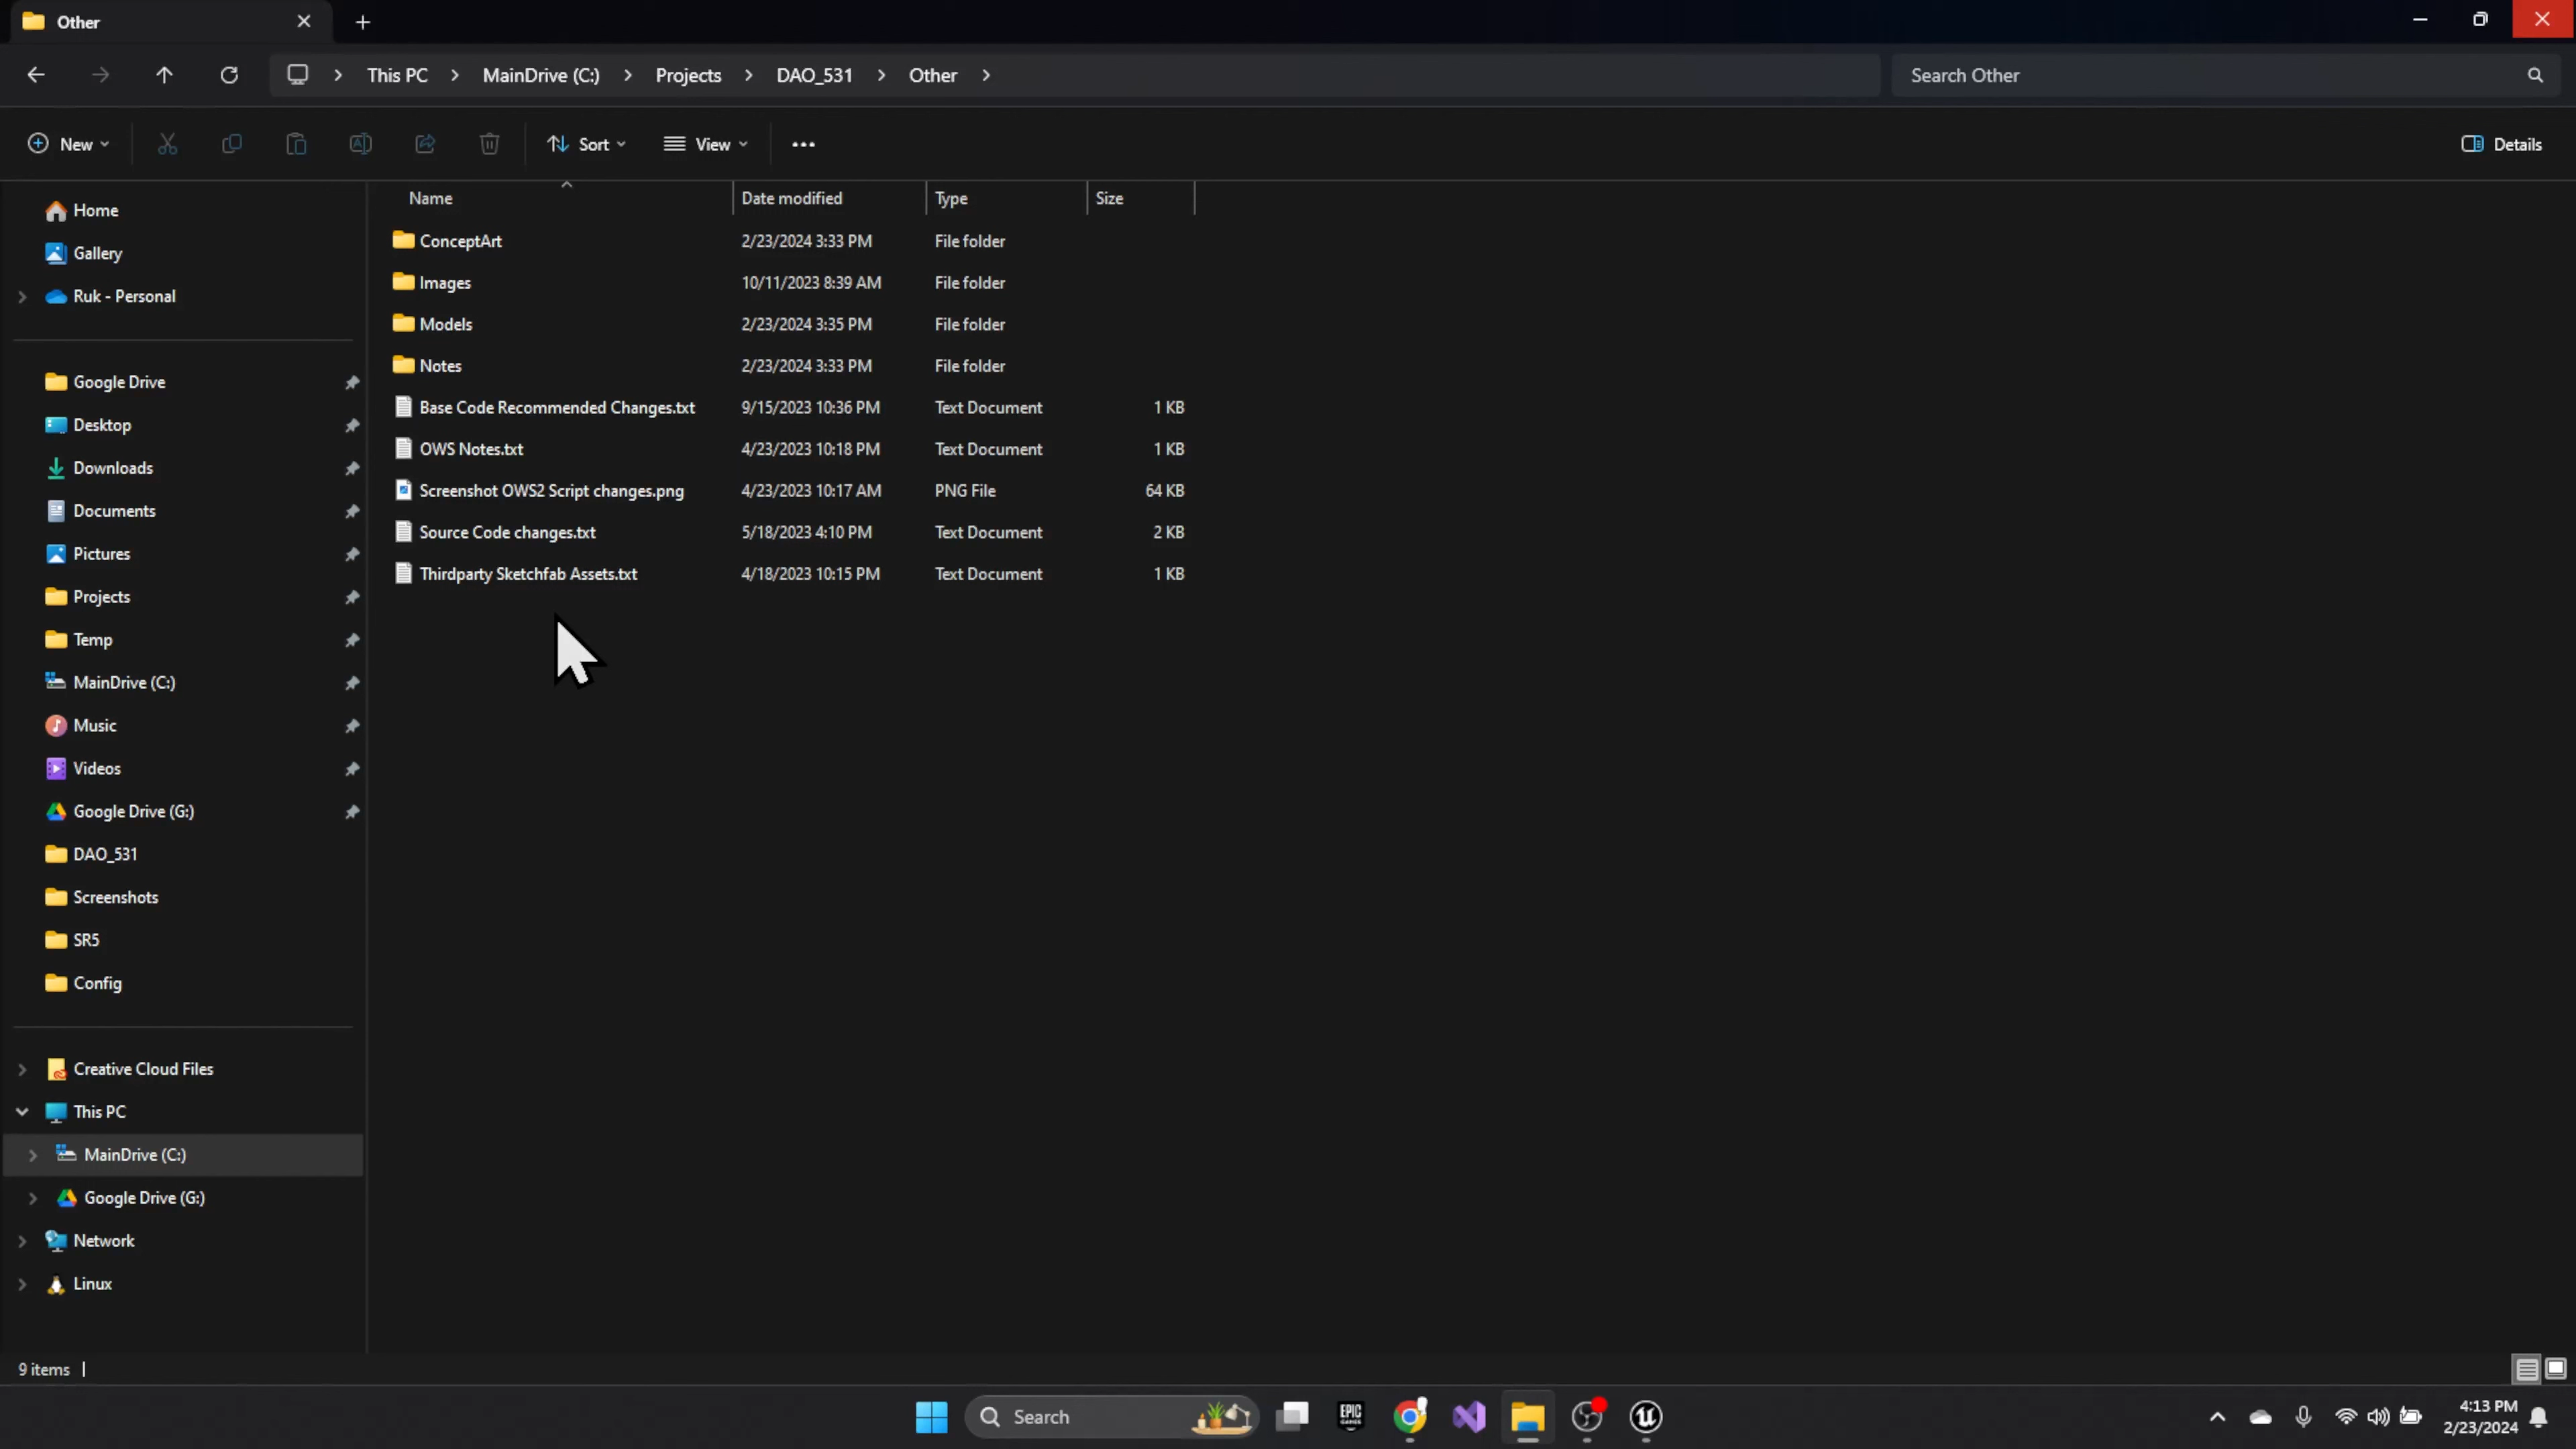 Other
This PC > MainDrive (C:) > Projects > DAO_531 > Other >
Search Other
New
Sort
View
Details
Name Date modified Type Size
ConceptArt 2/23/2024 3:33 PM File folder
Images 10/11/2023 8:39 AM File folder
Models 2/23/2024 3:35 PM File folder
Notes 2/23/2024 3:33 PM File folder
Base Code Recommended Changes.txt 9/15/2023 10:36 PM Text Document 1 KB
OWS Notes.txt 4/23/2023 10:18 PM Text Document 1 KB
Screenshot OWS2 Script changes.png 4/23/2023 10:17 AM PNG File 64 KB
Source Code changes.txt 5/18/2023 4:10 PM Text Document 2 KB
Thirdparty Sketchfab Assets.txt 4/18/2023 10:15 PM Text Document 1 KB
Home
Gallery
Ruk - Personal
Google Drive
Desktop
Downloads
Documents
Pictures
Projects
Temp
MainDrive (C:)
Music
Videos
Google Drive (G:)
DAO_531
Screenshots
SR5
Config
Creative Cloud Files
This PC
MainDrive (C:)
Google Drive (G:)
Network
Linux
9 items
Search
EPIC GAMES
4:13 PM
2/23/2024